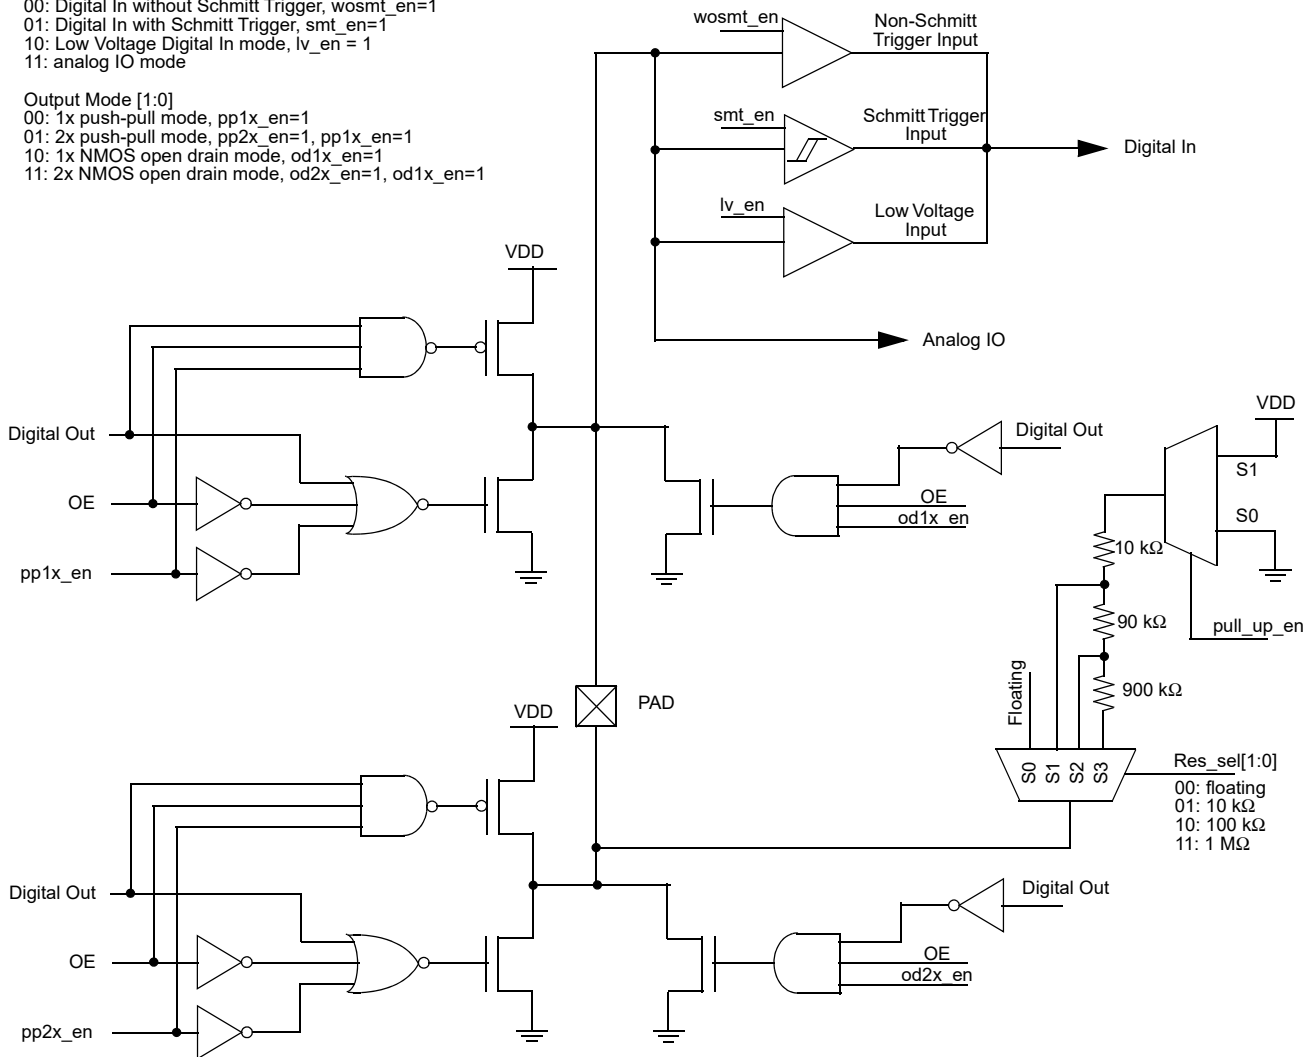 00: Digital In without Schmitt Trigger, wosmt_en=1
01: Digital In with Schmitt Trigger, smt_en=1
10: Low Voltage Digital In mode, lv_en = 1
11: analog IO mode
Output Mode [1:0]
00: 1x push-pull mode, pp1x_en=1
01: 2x push-pull mode, pp2x_en=1, pp1x_en=1
10: 1x NMOS open drain mode, od1x_en=1
11: 2x NMOS open drain mode, od2x_en=1, od1x_en=1
wosmt_en
Non-Schmitt
Trigger Input
smt_en
Schmitt Trigger
Input
Digital In
lv_en
Low Voltage
Input
Analog IO
VDD
Digital Out
OE
pp1x_en
Digital Out
OE
od1x_en
VDD
S1
S0
10 kΩ
90 kΩ
pull_up_en
900 kΩ
Floating
S0
S1
S2
S3
Res_sel[1:0]
00: floating
01: 10 kΩ
10: 100 kΩ
11: 1 MΩ
PAD
VDD
Digital Out
OE
pp2x_en
Digital Out
OE
od2x_en